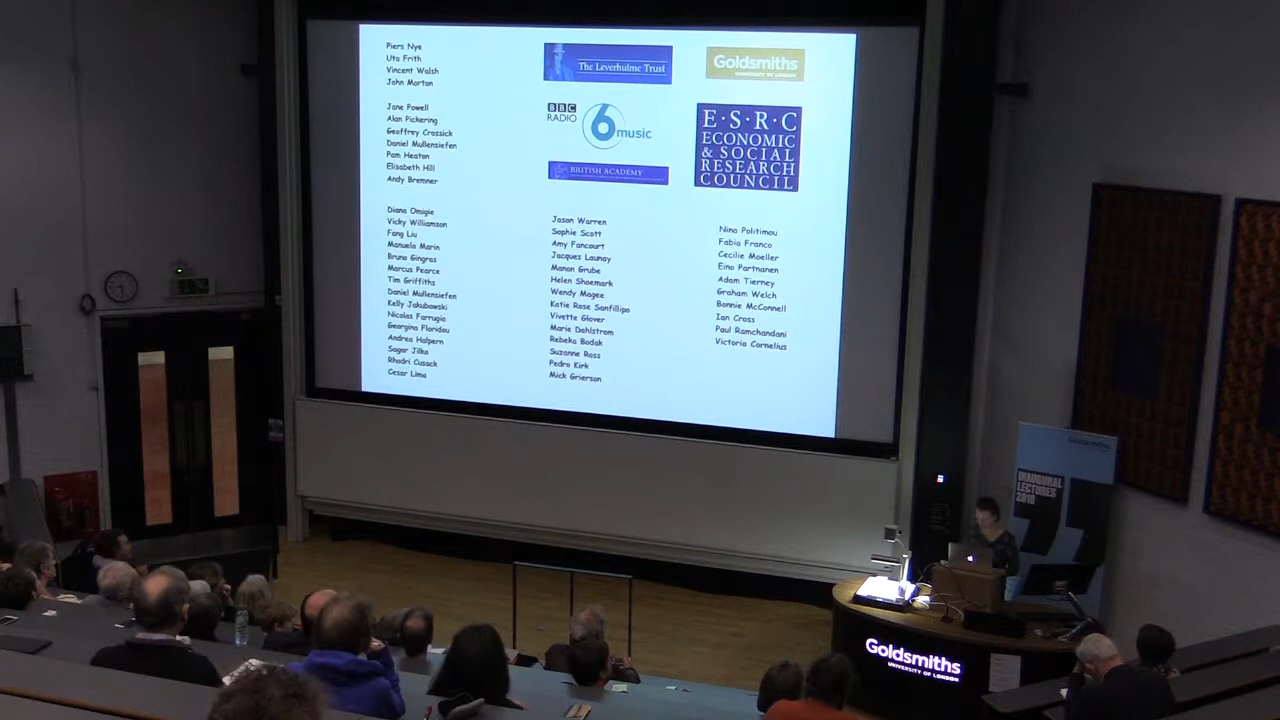 Piers Nye
Uta Frith
Vincent Walsh
John Morton
Jane Powell
Alan Pickering
Geoffrey Crossick
Daniel Mullensiefen
Pam Heaton
Elisabeth Hill
Andy Bremner
The Leverhulme Trust
Goldsmiths
UNIVERSITY OF LONDON
BBC
RADIO
6 music
BRITISH ACADEMY
E·S·R·C
ECONOMIC
& SOCIAL
RESEARCH
COUNCIL
Diana Omigie
Vicky Williamson
Fang Liu
Manuela Marin
Bruno Gingras
Marcus Pearce
Tim Griffiths
Daniel Mullensiefen
Kelly Jakubowski
Nicolas Farrugia
Georgina Floridou
Andrea Halpern
Sagar Jilka
Rhodri Cusack
Cesar Lima
Jason Warren
Sophie Scott
Amy Fancourt
Jacques Launay
Manon Grube
Helen Shoemark
Wendy Magee
Katie Rose Sanfillipo
Vivette Glover
Marie Dahlstrom
Rebeka Bodak
Suzanne Ross
Pedro Kirk
Mick Grierson
Nina Politimou
Fabia Franco
Cecilie Moeller
Eino Partnanen
Adam Tierney
Graham Welch
Bonnie McConnell
Ian Cross
Paul Ramchandani
Victoria Cornelius
Goldsmiths
INAUGURAL
LECTURES
2018
Goldsmiths
UNIVERSITY OF LONDON